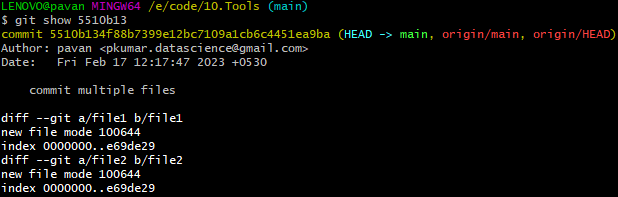 LENOVO@pavan MINGW64 /e/code/10.Tools (main)
$ git show 5510b13
commit 5510b134f88b7399e12bc7109a1cb6c4451ea9ba (HEAD -> main, origin/main, origin/HEAD)
Author: pavan <pkumar.datascience@gmail.com>
Date:   Fri Feb 17 12:17:47 2023 +0530
    commit multiple files
diff --git a/file1 b/file1
new file mode 100644
index 0000000..e69de29
diff --git a/file2 b/file2
new file mode 100644
index 0000000..e69de29